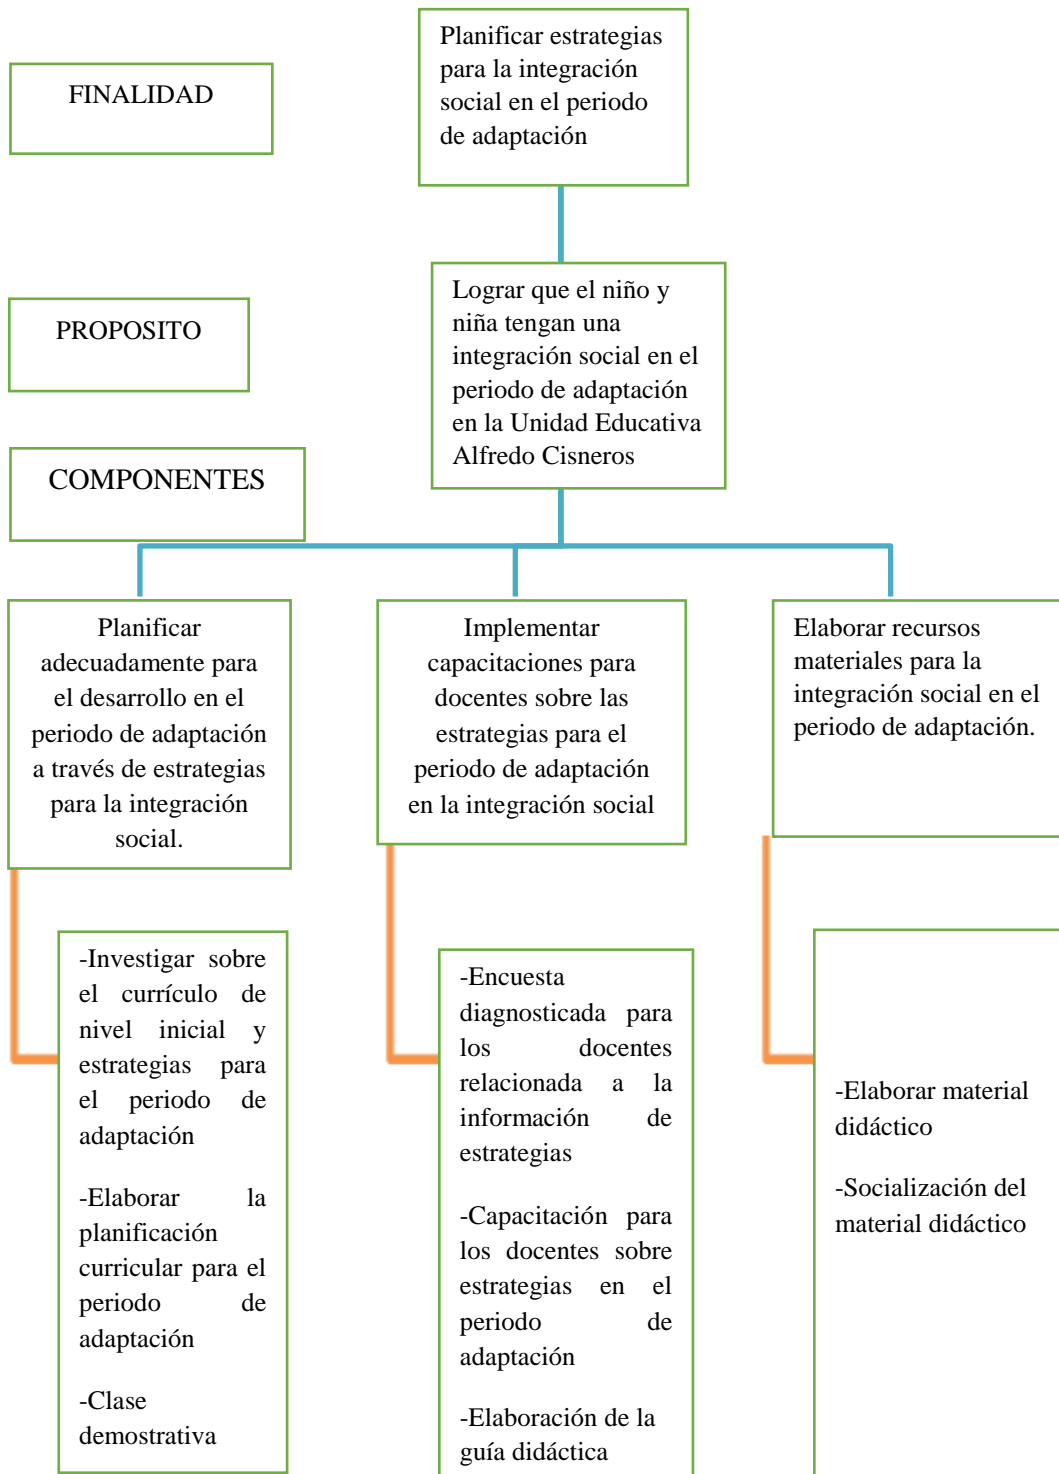 FINALIDAD
Planificar estrategias
para la integración
social en el periodo
de adaptación
PROPOSITO
Lograr que el niño y
niña tengan una
integración social en el
periodo de adaptación
en la Unidad Educativa
Alfredo Cisneros
COMPONENTES
Planificar
adecuadamente para
el desarrollo en el
periodo de adaptación
a través de estrategias
para la integración
social.
Implementar
capacitaciones para
docentes sobre las
estrategias para el
periodo de adaptación
en la integración social
Elaborar recursos
materiales para la
integración social en el
periodo de adaptación.
-Investigar sobre
el currículo de
nivel inicial y
estrategias para
el periodo de
adaptación
-Elaborar la
planificación
curricular para el
periodo de
adaptación
-Clase
demostrativa
-Encuesta
diagnosticada para
los docentes
relacionada a la
información de
estrategias
-Capacitación para
los docentes sobre
estrategias en el
periodo de
adaptación
-Elaboración de la
guía didáctica
-Elaborar material
didáctico
-Socialización del
material didáctico